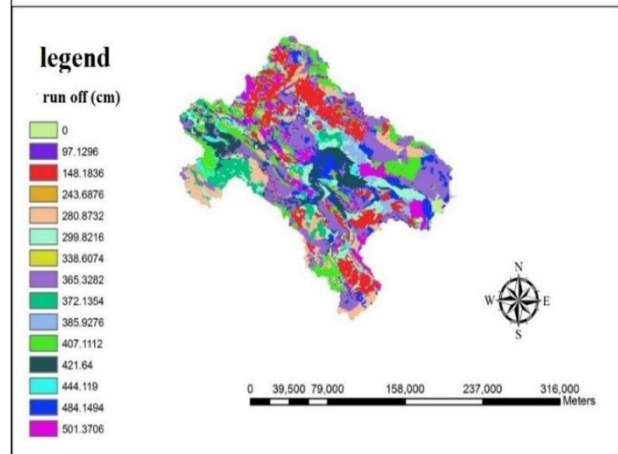 legend
run off (cm)
0
97.1296
148.1836
243.6876
280.8732
299.8216
338.6074
365.3282
372.1354
385.9276
407.1112
421.64
444.119
484.1494
501.3706
N
W E
S
0 39,500 79,000 158,000 237,000 316,000
Meters